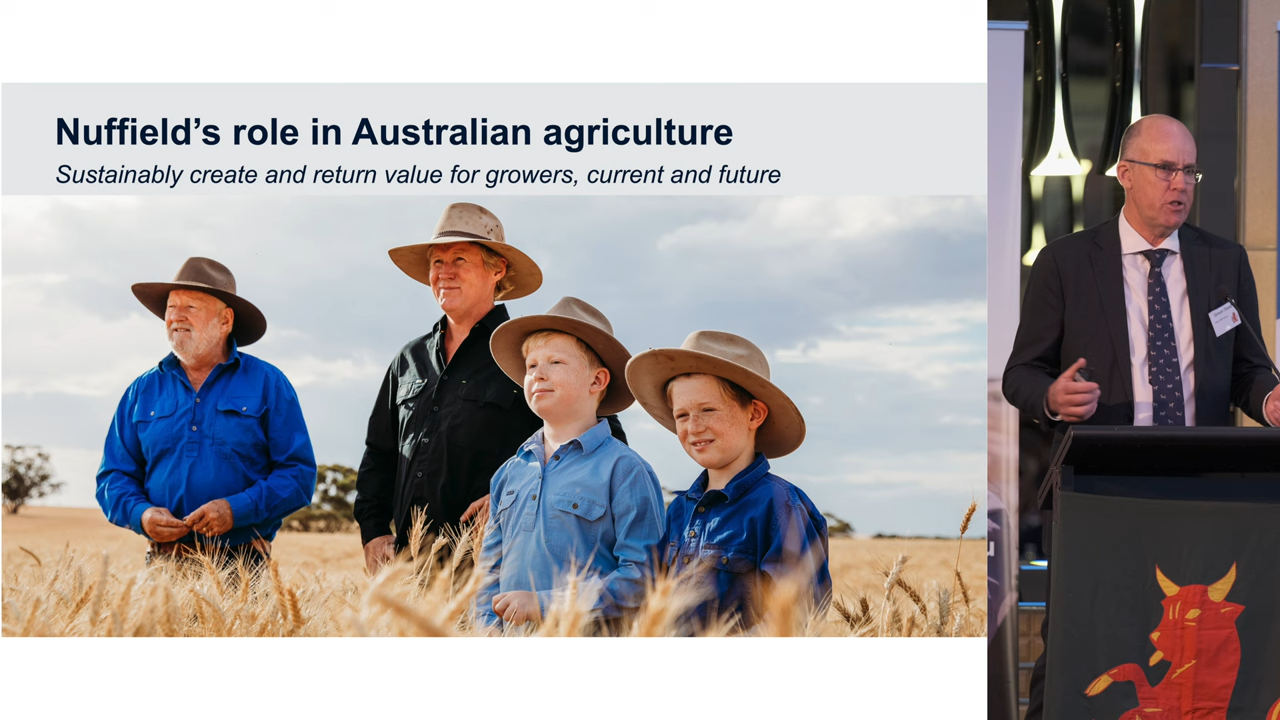 Nuffield’s role in Australian agriculture
Sustainably create and return value for growers, current and future